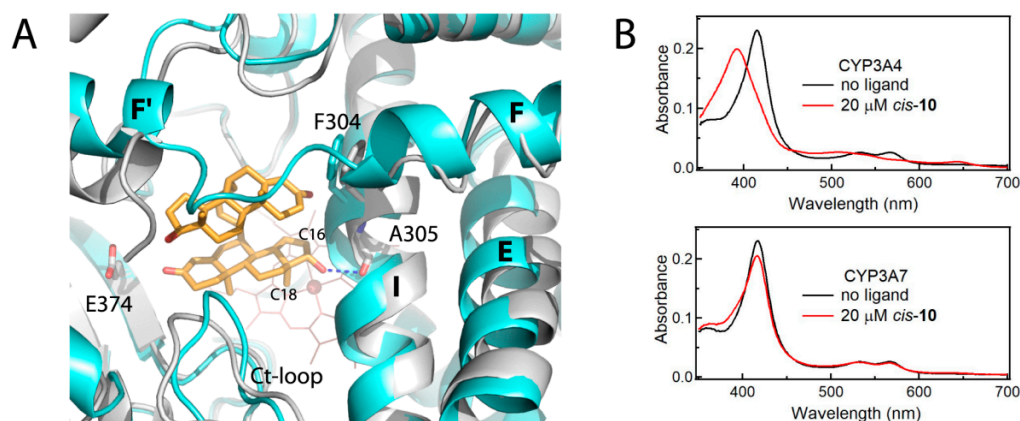 A
F'
F304
F
C16
A305
E
E374
C18
I
Ct-loop
B
Absorbance
0.2
0.1
0.0
CYP3A4
no ligand
20 μM cis-10
400
500
600
700
Wavelength (nm)
Absorbance
0.2
0.1
0.0
CYP3A7
no ligand
20 μM cis-10
400
500
600
700
Wavelength (nm)